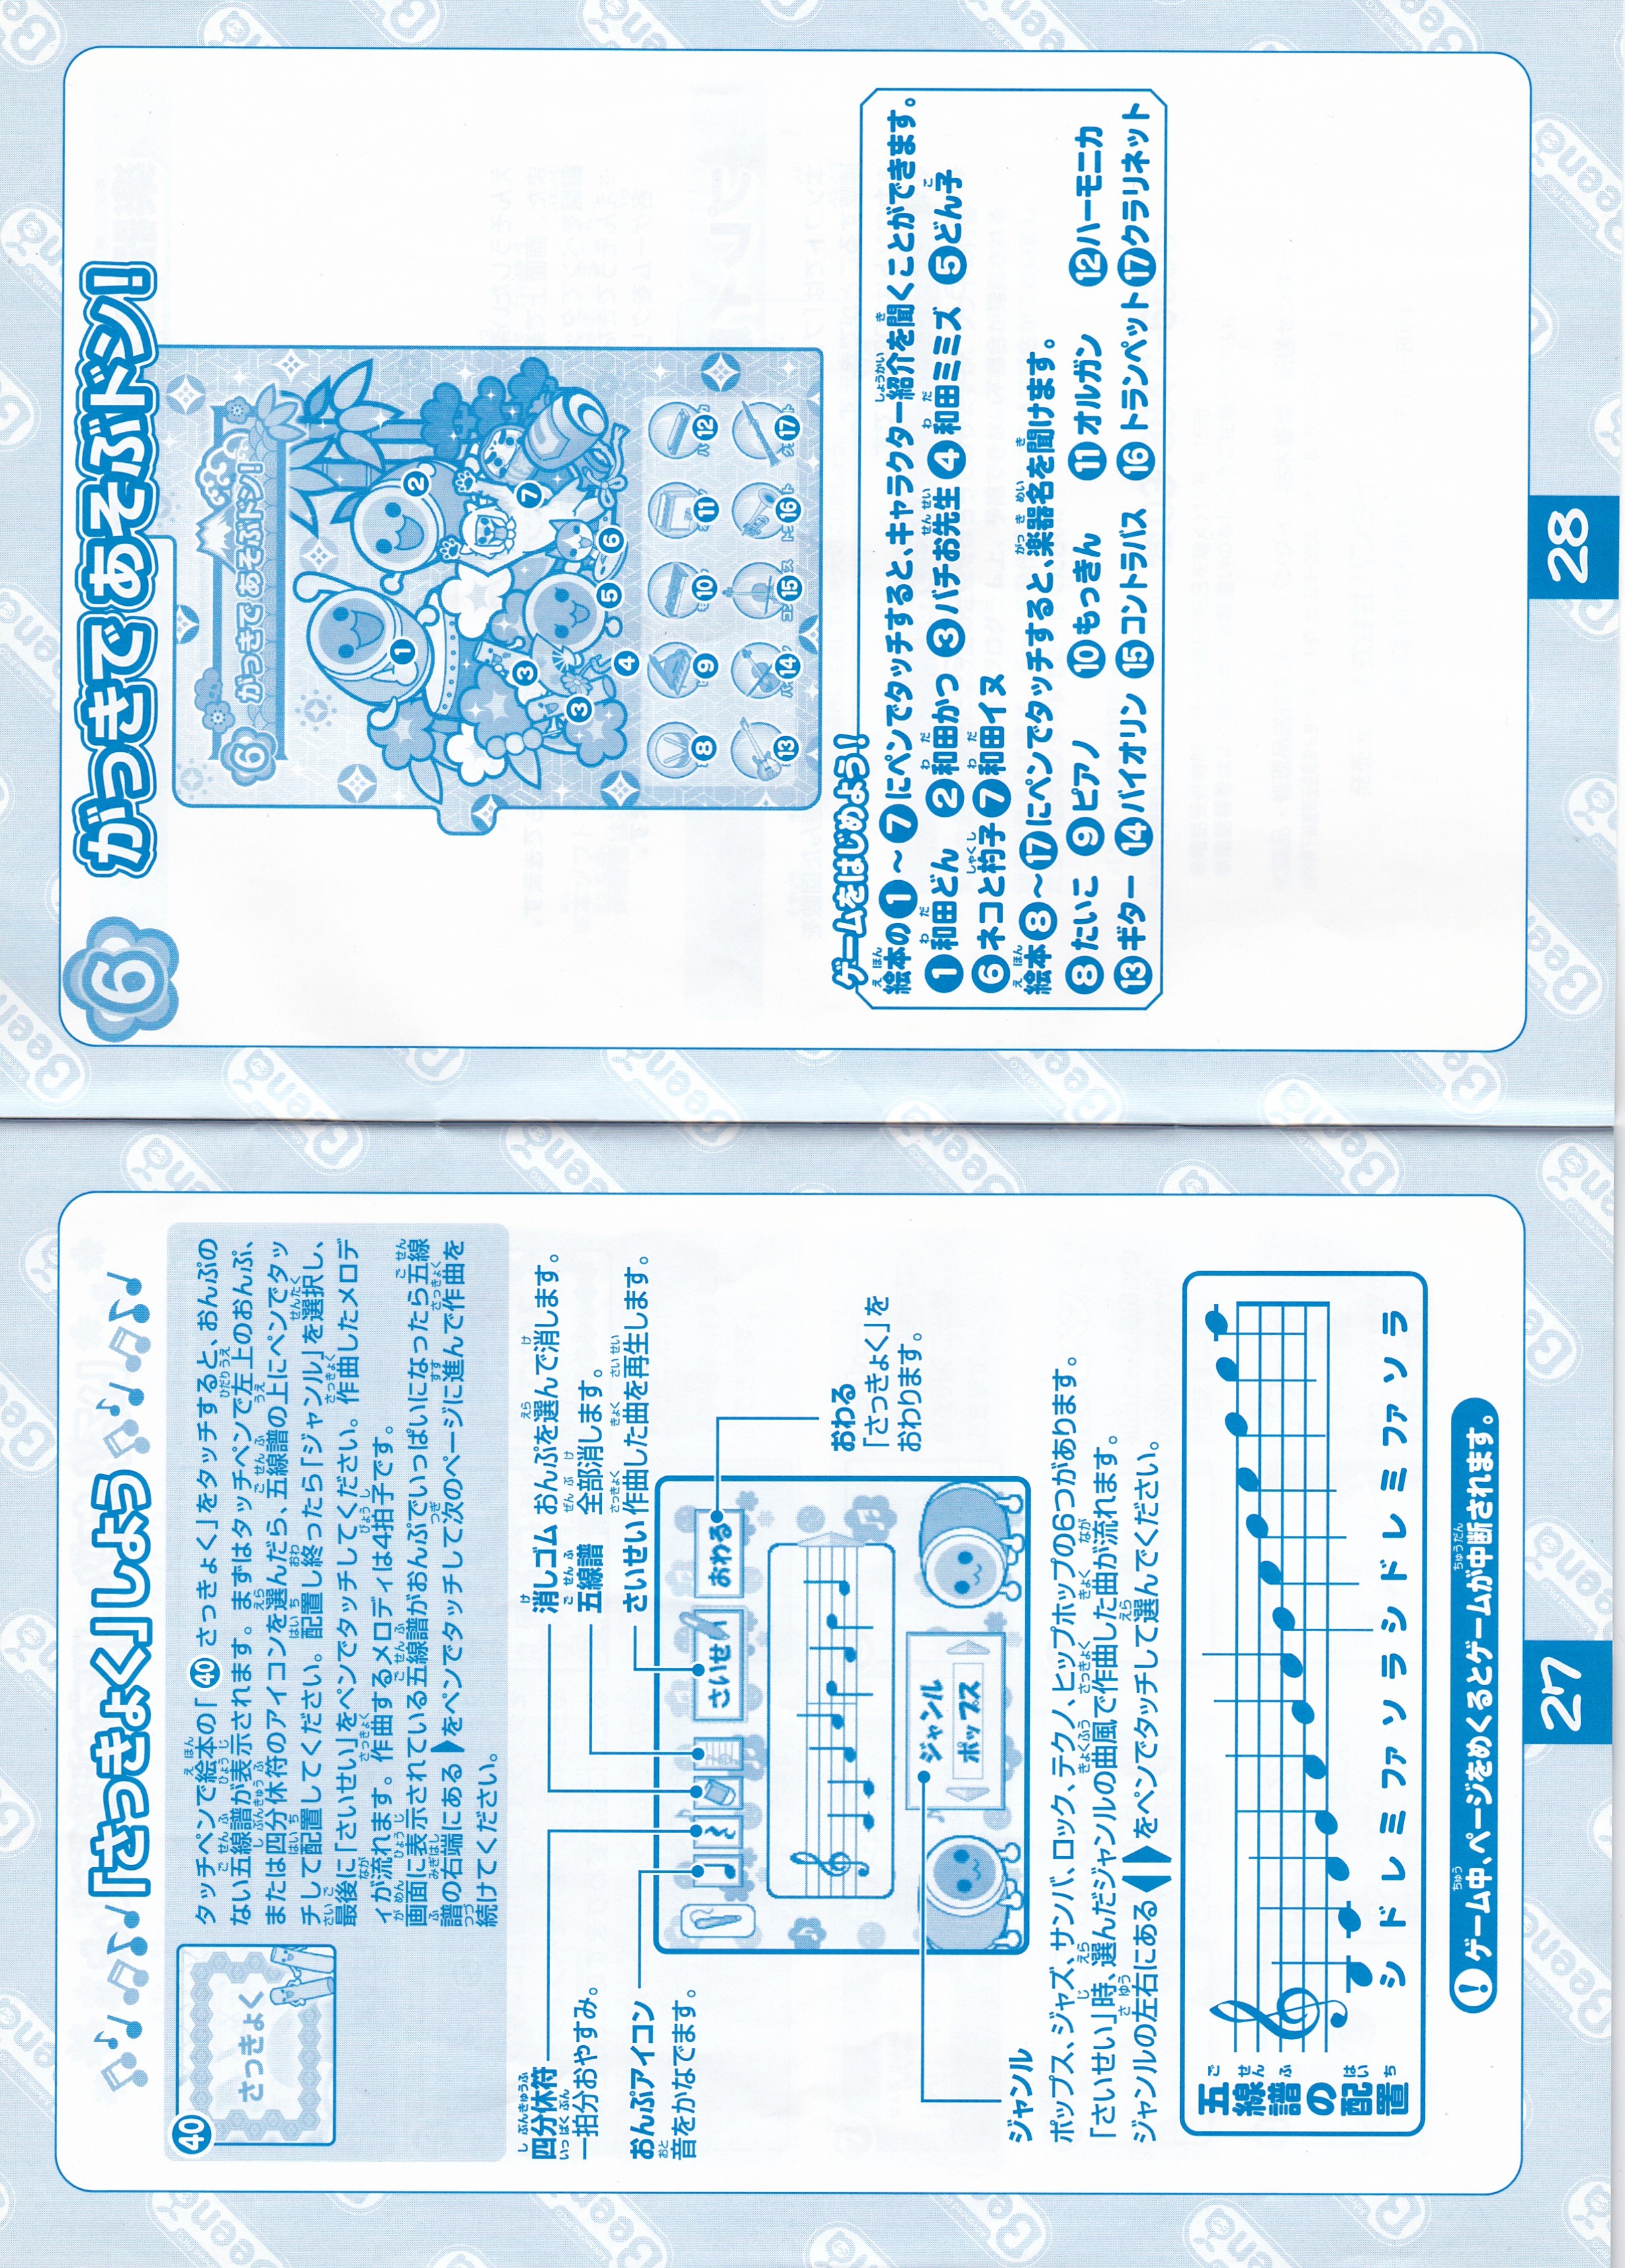 「さっきょく」しよう
40
さっきょく
タッチペンで絵本の「40 さっきょく」をタッチすると、おんぷの
ない五線譜が表示されます。まずはタッチペンで左上のおんぷ、
または四分休符のアイコンを選んだら、五線譜の上にペンでタッ
チして配置してください。配置し終ったら「ジャンル」を選択し、
最後に「さいせい」をペンでタッチしてください。作曲したメロデ
ィが流れます。作曲するメロディは4拍子です。
画面に表示されている五線譜がおんぷでいっぱいになったら五線
譜の右端にある▶をペンでタッチして次のページに進んで作曲を
続けてください。
四分休符
一拍分おやすみ。
おんぷアイコン
音をかなでます。
消しゴム おんぷを選んで消します。
五線譜 全部消します。
さいせい 作曲した曲を再生します。
さいせい
おわる
ジャンル
ポップス
おわる
「さっきょく」を
おわります。
ジャンル
ポップス、ジャズ、サンバ、ロック、テクノ、ヒップホップの6つがあります。
「さいせい」時、選んだジャンルの曲風で作曲した曲が流れます。
ジャンルの左右にある◀▶をペンでタッチして選んでください。
五線譜の配置
シ ド レ ミ ファ ソ ラ シ ド レ ミ ファ ソ ラ
! ゲーム中、ページをめくるとゲームが中断されます。
27
6 がっきで あそぶドン!
6 がっきで あそぶドン!
1
2
3
7
3
4
5
6
8 9 10 11 12
13 14 15 16 17
ゲームをはじめよう!
絵本の1～7にペンでタッチすると、キャラクター紹介を聞くことができます。
1和田どん 2和田かつ 3バチお先生 4和田ミミズ 5どん子
6ネコと杓子 7和田イヌ
絵本8～17にペンでタッチすると、楽器名を聞けます。
8たいこ 9ピアノ 10もっきん 11オルガン 12ハーモニカ
13ギター 14バイオリン 15コントラバス 16トランペット 17クラリネット
28
Beena